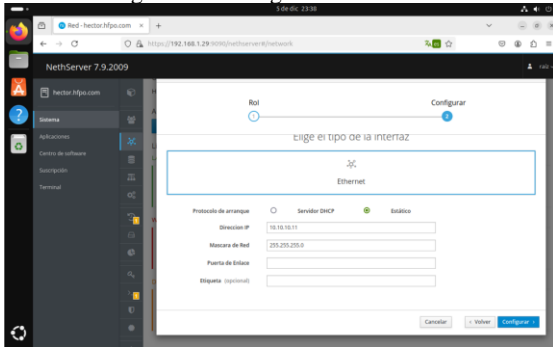 5 de dic 23:30
Red - hector.hfpo.com
https://192.168.1.29:9090/nethserver#/network
NethServer 7.9.2009
hector.hfpo.com
Sistema
Aplicaciones
Centro de software
Suscripción
Terminal
Rol
Configurar
1
2
Elige el tipo de la interfaz
Ethernet
Protocolo de arranque
Servidor DHCP
Estático
Direccion IP
10.10.10.11
Mascara de Red
255.255.255.0
Puerta de Enlace
Etiqueta (opcional)
Cancelar
< Volver
Configurar >